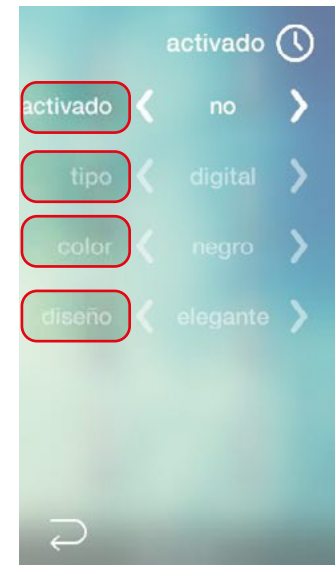 activado
activado no
tipo digital
color negro
diseño elegante